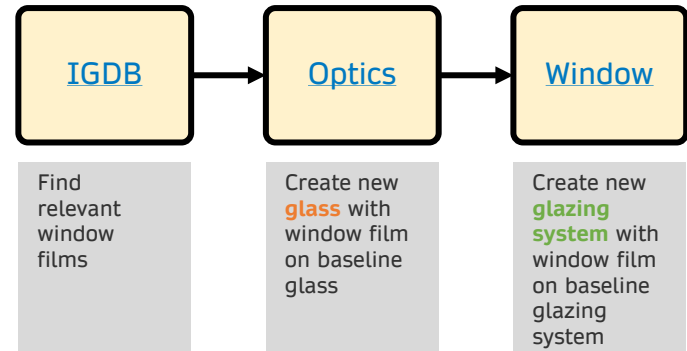 IGDB
Optics
Window
Find
relevant
window
films
Create new
glass with
window film
on baseline
glass
Create new
glazing
system with
window film
on baseline
glazing
system